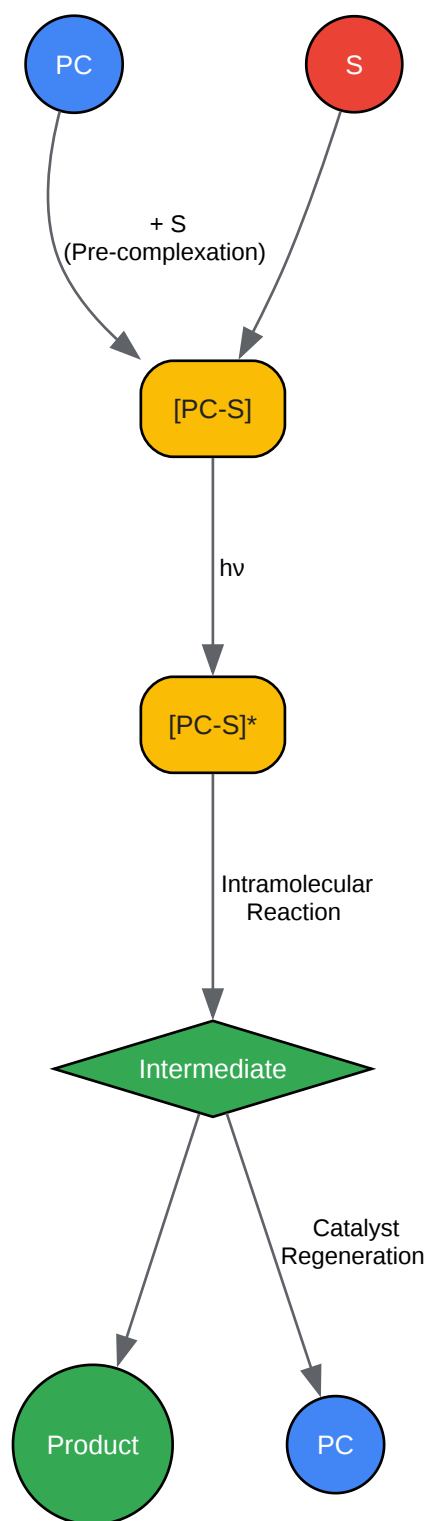 PC
S
+ S
(Pre-complexation)
[PC-S]
hν
[PC-S]*
Intramolecular
Reaction
Intermediate
Catalyst
Regeneration
Product
PC